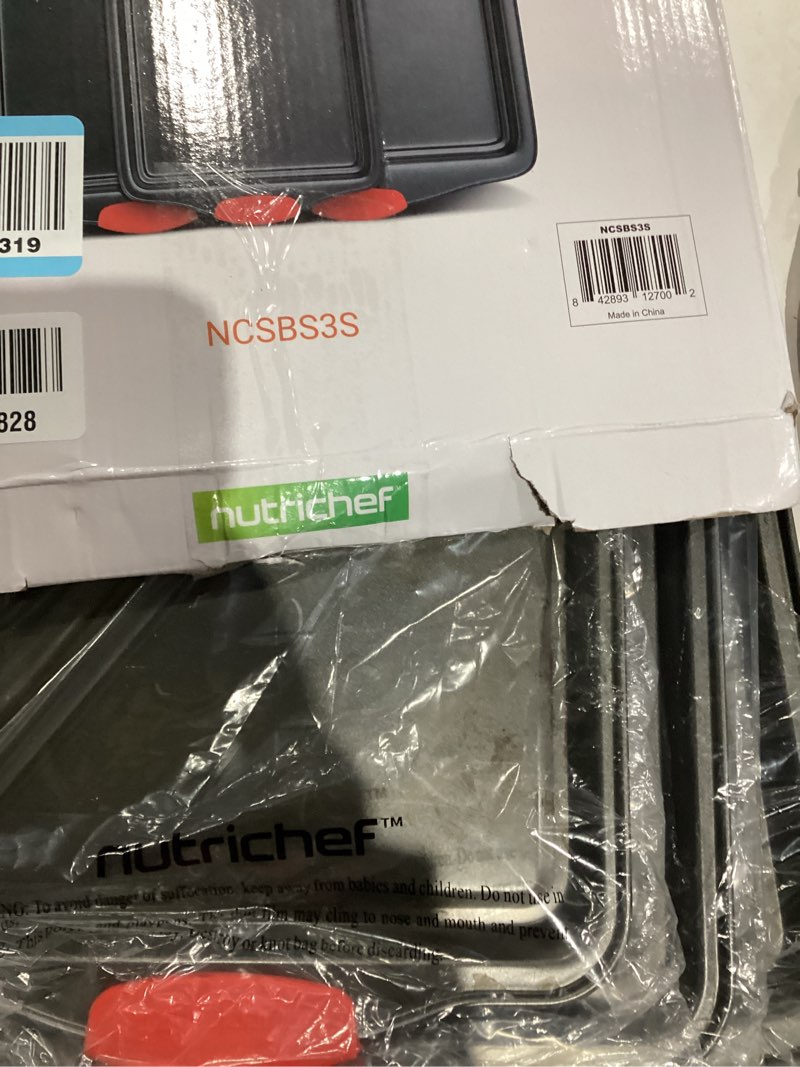 319
828
NCSBS3S
NCSBS3S
8 42893 12700 2
Made in China
nutrichef
nutrichef™
NG: To avoid danger of suffocation, keep away from babies and children. Do not use in
film may cling to nose and mouth and prevent
or knot bag before discarding.